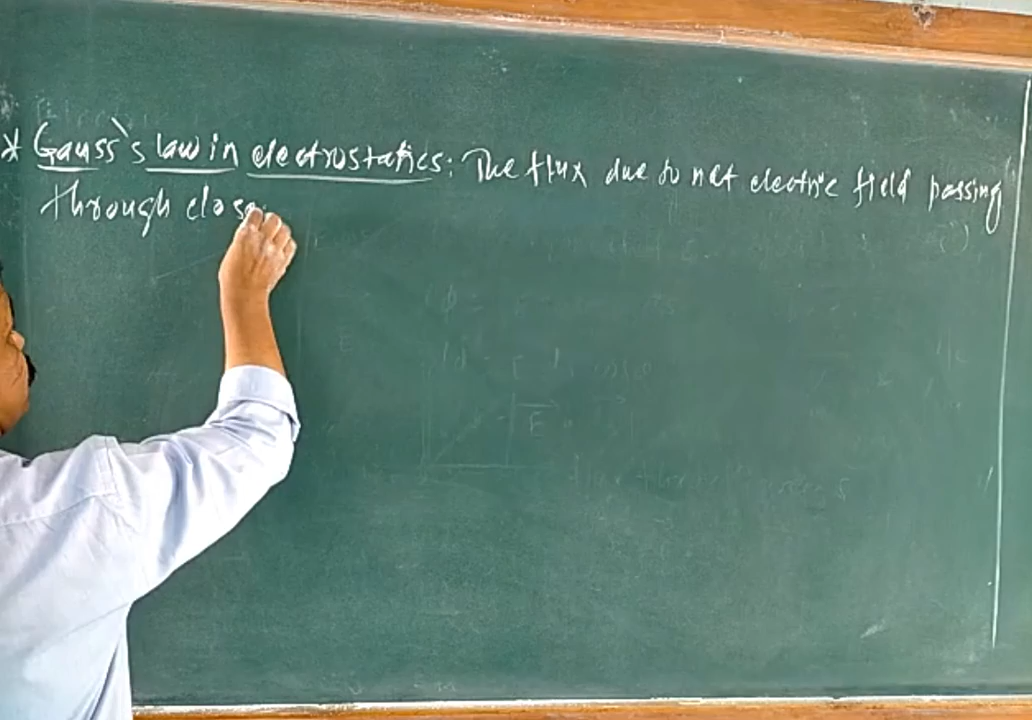 * Gauss's law in electrostatics: The flux due to net electric field passing
through close